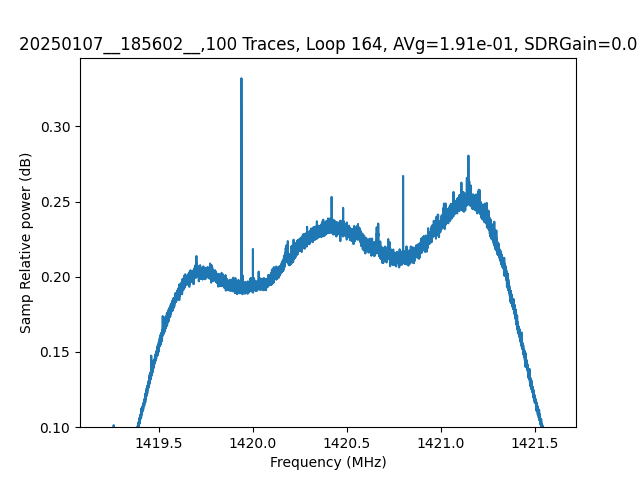 20250107__185602__,100 Traces, Loop 164, AVg=1.91e-01, SDRGain=0.0
Samp Relative power (dB)
0.30
0.25
0.20
0.15
0.10
1419.5 1420.0 1420.5 1421.0 1421.5
Frequency (MHz)